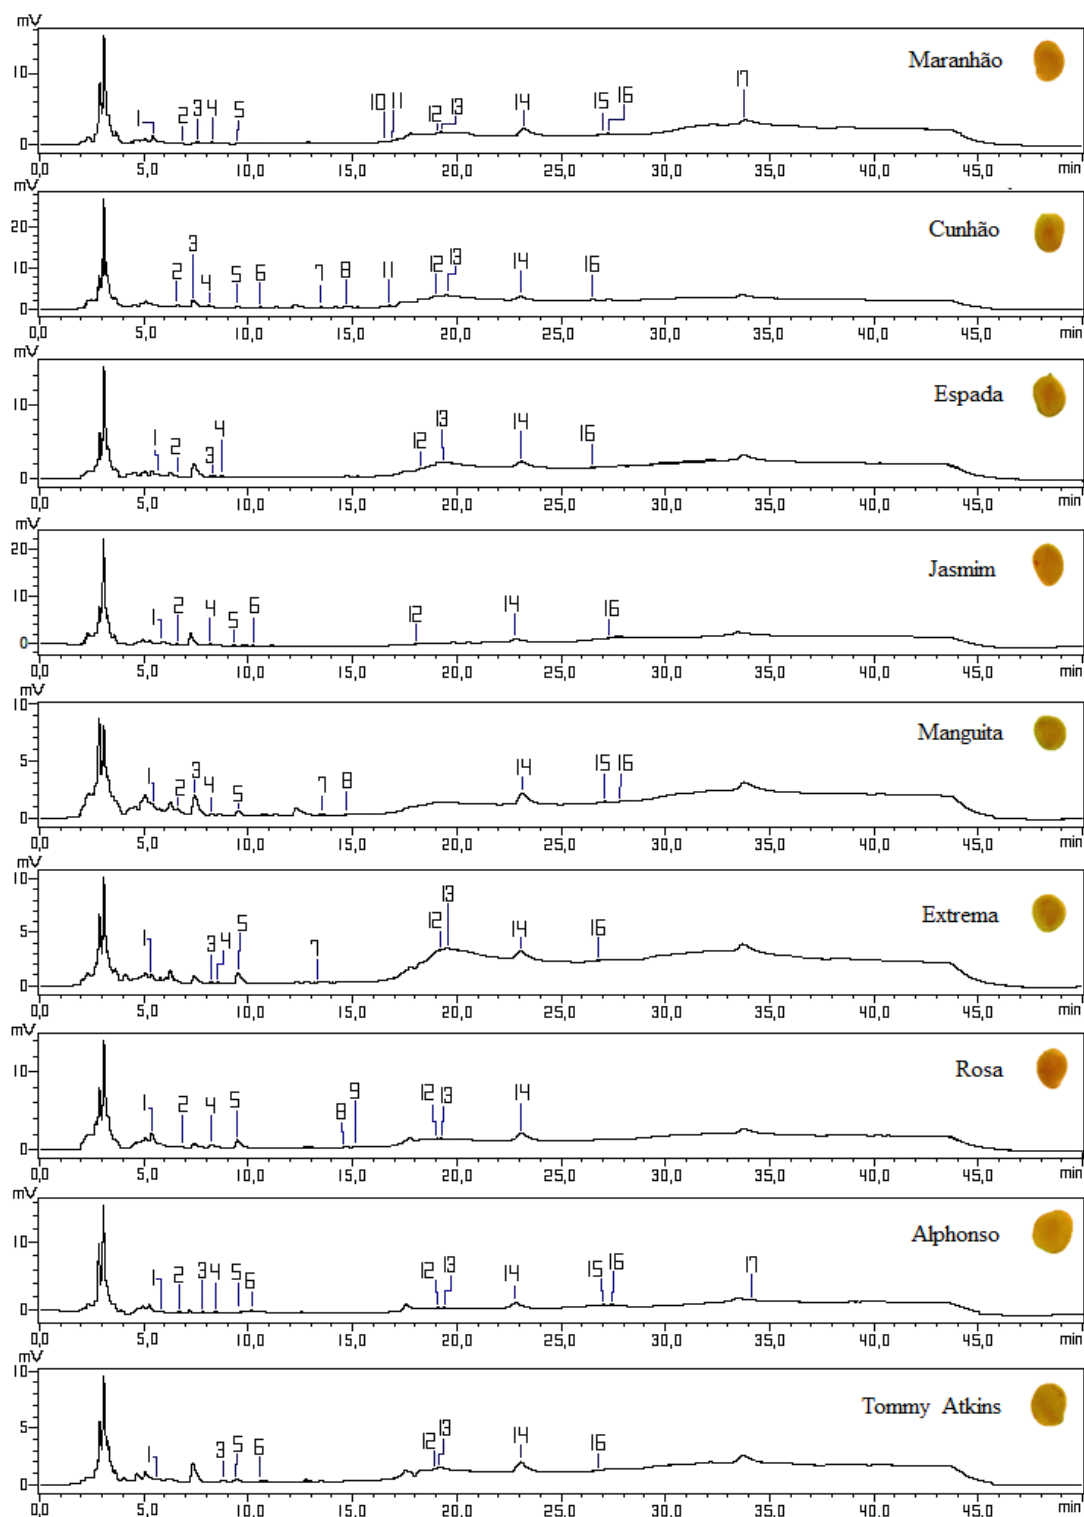 mV
Maranhão
10
0
1 2 3 4 5 10 11 12 13 14 15 16 17
0,0 5,0 10,0 15,0 20,0 25,0 30,0 35,0 40,0 45,0 min
mV
Cunhão
20
10
0
2 3 4 5 6 7 8 11 12 13 14 16
0,0 5,0 10,0 15,0 20,0 25,0 30,0 35,0 40,0 45,0 min
mV
Espada
10
0
1 2 3 4 12 13 14 16
0,0 5,0 10,0 15,0 20,0 25,0 30,0 35,0 40,0 45,0 min
mV
Jasmim
20
10
0
1 2 4 5 6 12 14 16
0,0 5,0 10,0 15,0 20,0 25,0 30,0 35,0 40,0 45,0 min
mV
Manguita
10
5
0
1 2 3 4 5 7 8 14 15 16
0,0 5,0 10,0 15,0 20,0 25,0 30,0 35,0 40,0 45,0 min
mV
Extrema
10
5
0
1 3 4 5 7 12 13 14 16
0,0 5,0 10,0 15,0 20,0 25,0 30,0 35,0 40,0 45,0 min
mV
Rosa
10
0
1 2 4 5 8 9 12 13 14
0,0 5,0 10,0 15,0 20,0 25,0 30,0 35,0 40,0 45,0 min
mV
Alphonso
10
0
1 2 3 4 5 6 12 13 14 15 16 17
0,0 5,0 10,0 15,0 20,0 25,0 30,0 35,0 40,0 45,0 min
mV
Tommy Atkins
10
5
0
1 3 5 6 12 13 14 16
0,0 5,0 10,0 15,0 20,0 25,0 30,0 35,0 40,0 45,0 min